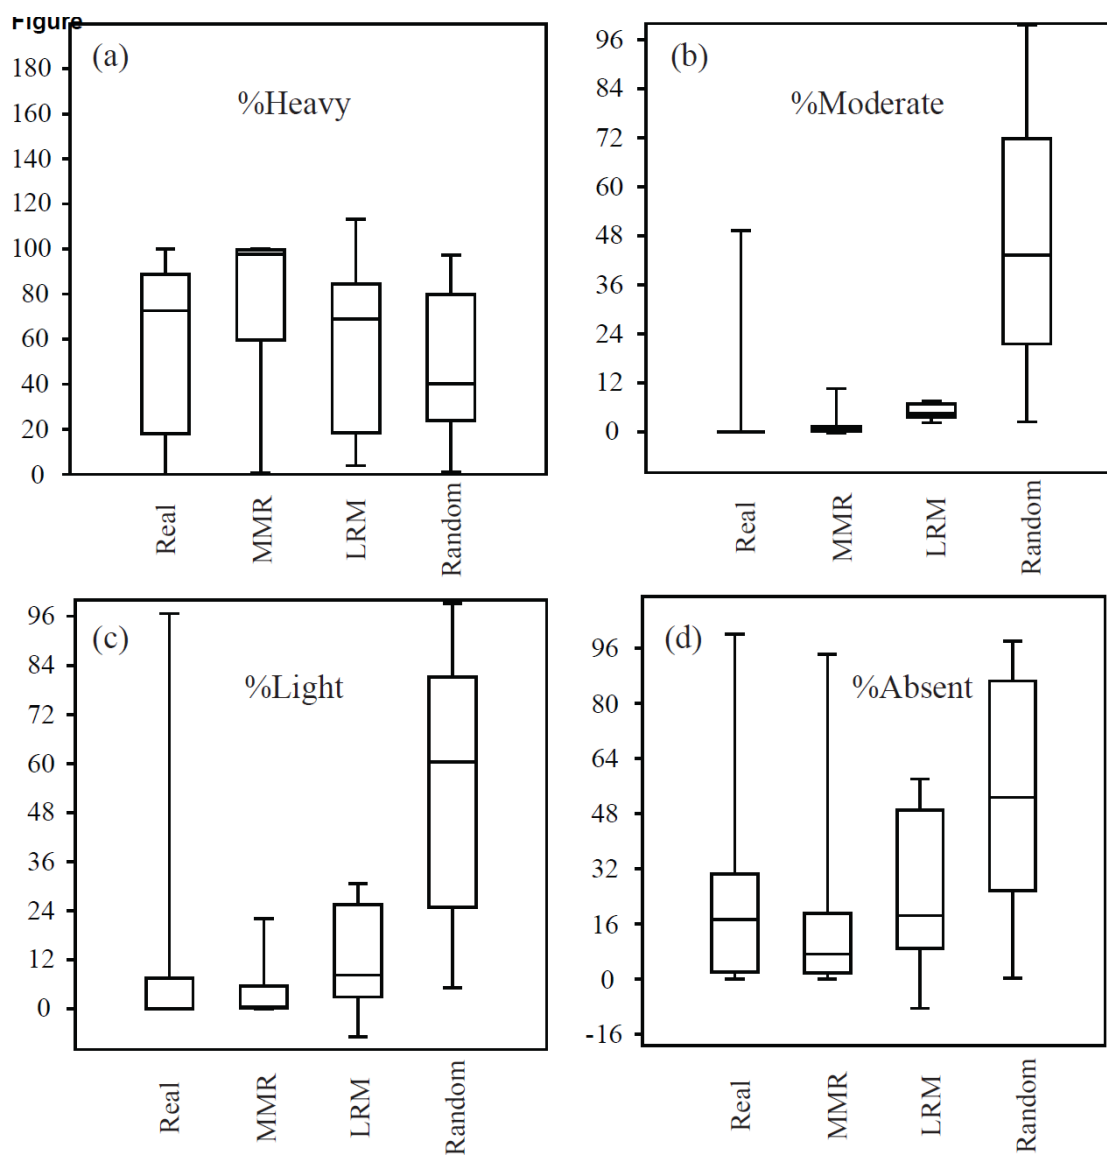 Figure
(a)
%Heavy
180
160
140
120
100
80
60
40
20
0
Real
MMR
LRM
Random
(b)
%Moderate
96
84
72
60
48
36
24
12
0
Real
MMR
LRM
Random
(c)
%Light
96
84
72
60
48
36
24
12
0
Real
MMR
LRM
Random
(d)
%Absent
96
80
64
48
32
16
0
-16
Real
MMR
LRM
Random